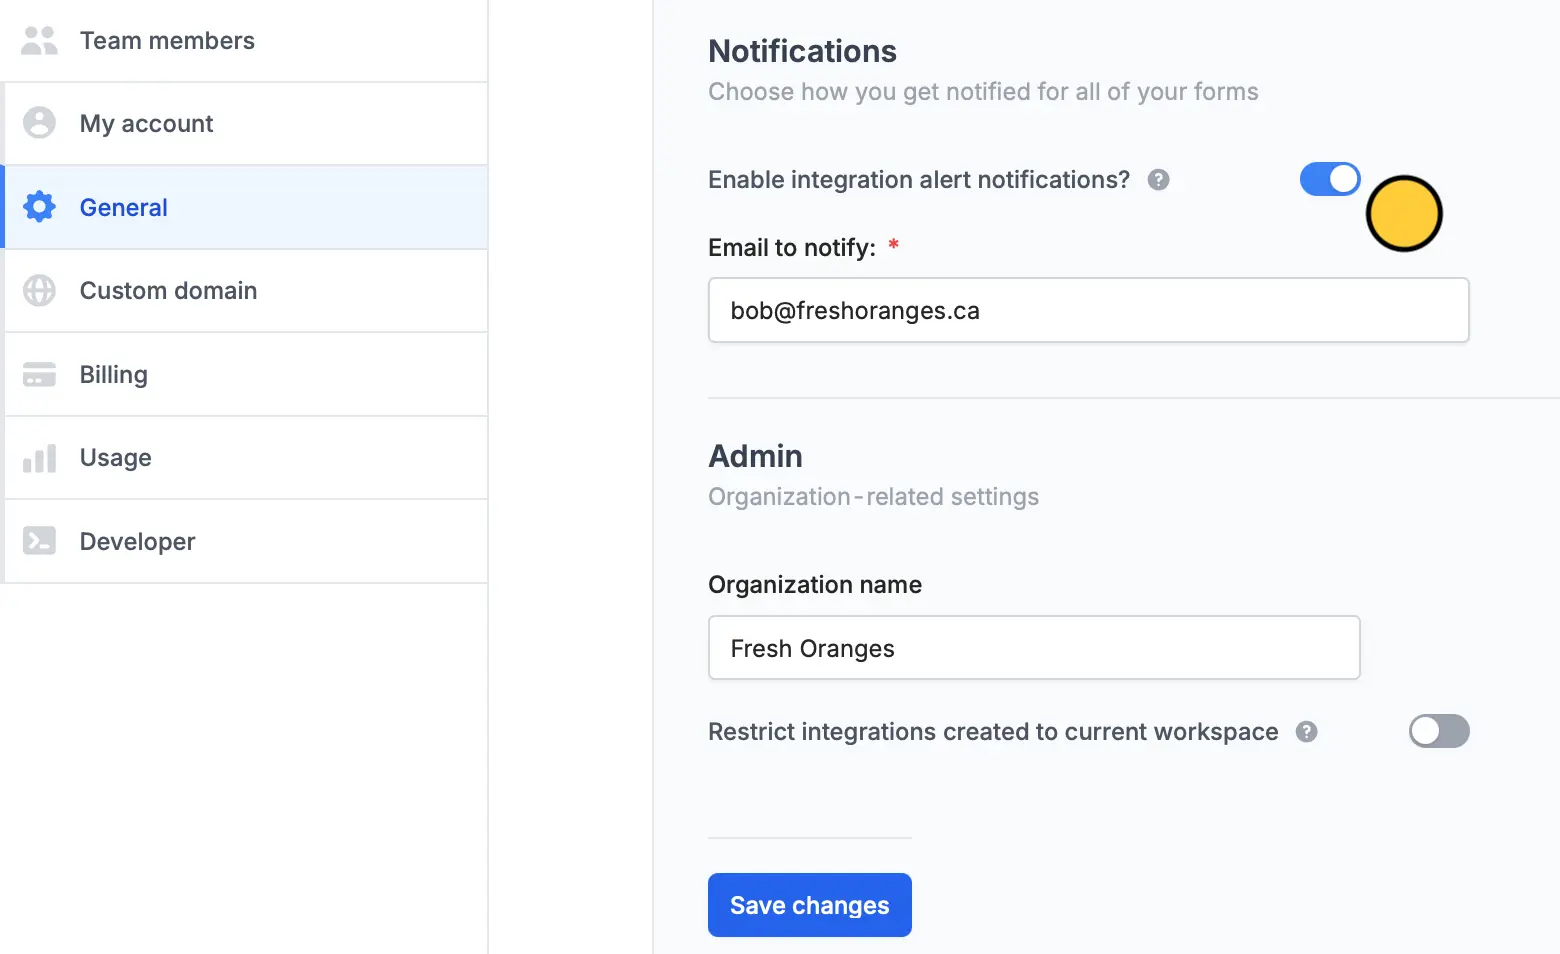 Team members
My account
General
Custom domain
Billing
Usage
Developer
Notifications
Choose how you get notified for all of your forms
Enable integration alert notifications? ?
Email to notify: *
bob@freshoranges.ca
Admin
Organization-related settings
Organization name
Fresh Oranges
Restrict integrations created to current workspace ?
Save changes